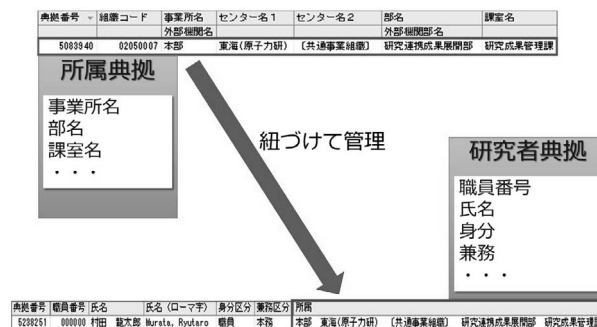 典拠番号 組織コード 事業所名 センター名1 センター名2 部名 課室名
外部機関名 外部機関部名
5083940 02050007 本部 東海(原子力研) [共通事業組織] 研究連携成果展開部 研究成果管理課
所属典拠
事業所名
部名
課室名
・・・
紐づけて管理
研究者典拠
職員番号
氏名
身分
兼務
・・・
典拠番号 職員番号 氏名 氏名(ローマ字) 身分区分 兼務区分 所属
5238251 000000 村田 龍太郎 Murata, Ryutaro 職員 本務 本部 東海(原子力研) [共通事業組織] 研究連携成果展開部 研究成果管理課